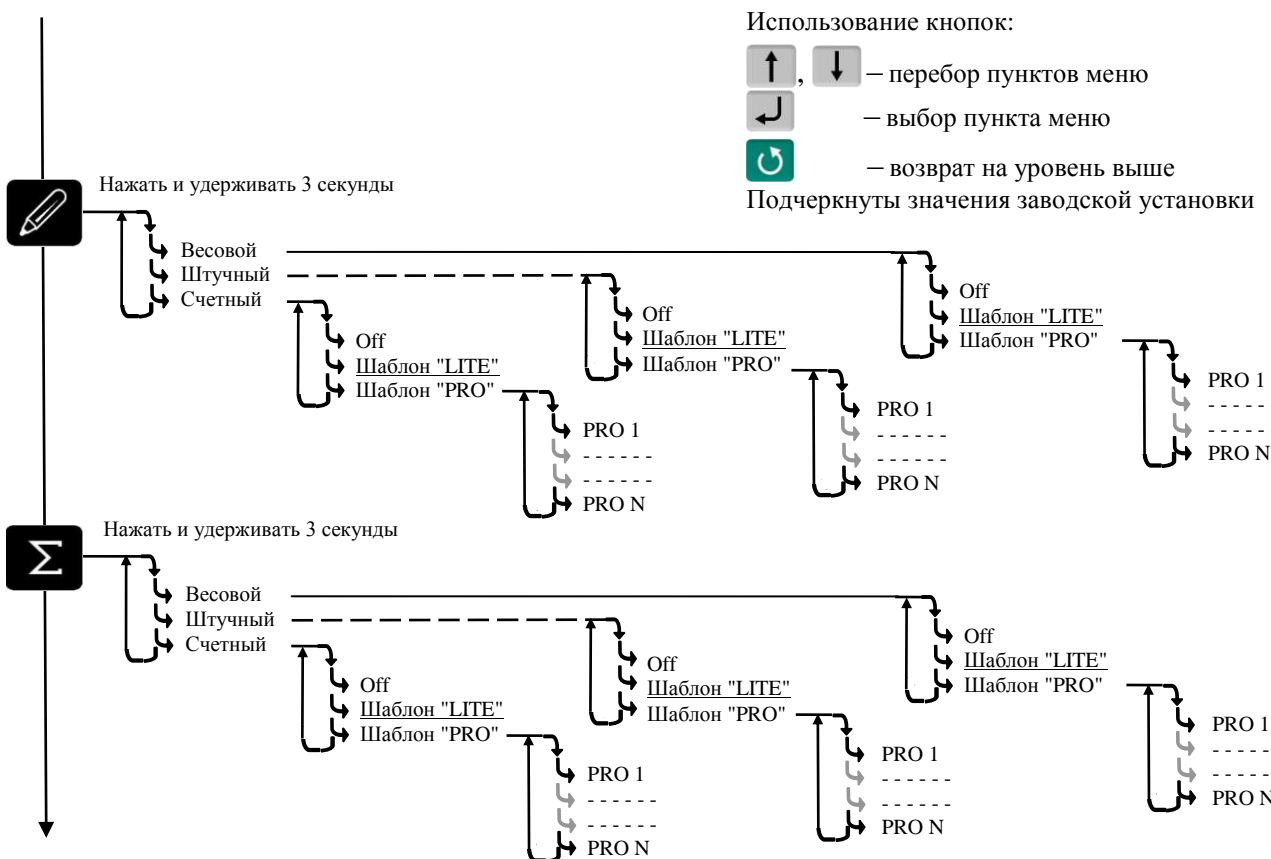 Использование кнопок:
, – перебор пунктов меню
– выбор пункта меню
– возврат на уровень выше
Подчеркнуты значения заводской установки
Нажать и удерживать 3 секунды
Весовой
Штучный
Счетный
Off
Шаблон "LITE"
Шаблон "PRO"
PRO 1
- - - - - -
- - - - - -
PRO N
Off
Шаблон "LITE"
Шаблон "PRO"
PRO 1
- - - - - -
- - - - - -
PRO N
Off
Шаблон "LITE"
Шаблон "PRO"
PRO 1
- - - - -
- - - - -
PRO N
Нажать и удерживать 3 секунды
Σ
Весовой
Штучный
Счетный
Off
Шаблон "LITE"
Шаблон "PRO"
PRO 1
- - - - - -
- - - - - -
PRO N
Off
Шаблон "LITE"
Шаблон "PRO"
PRO 1
- - - - - -
- - - - - -
PRO N
Off
Шаблон "LITE"
Шаблон "PRO"
PRO 1
- - - - -
- - - - -
PRO N